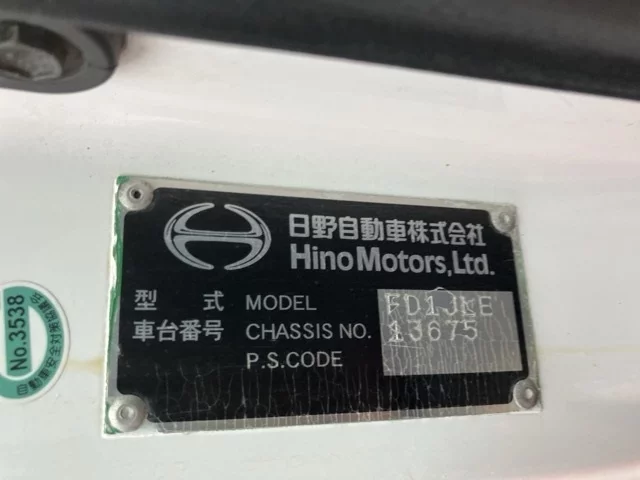 日野自動車株式会社
Hino Motors, Ltd.
型 式 MODEL FD1JLE
車台番号 CHASSIS NO. 13675
P.S.CODE
No.3538